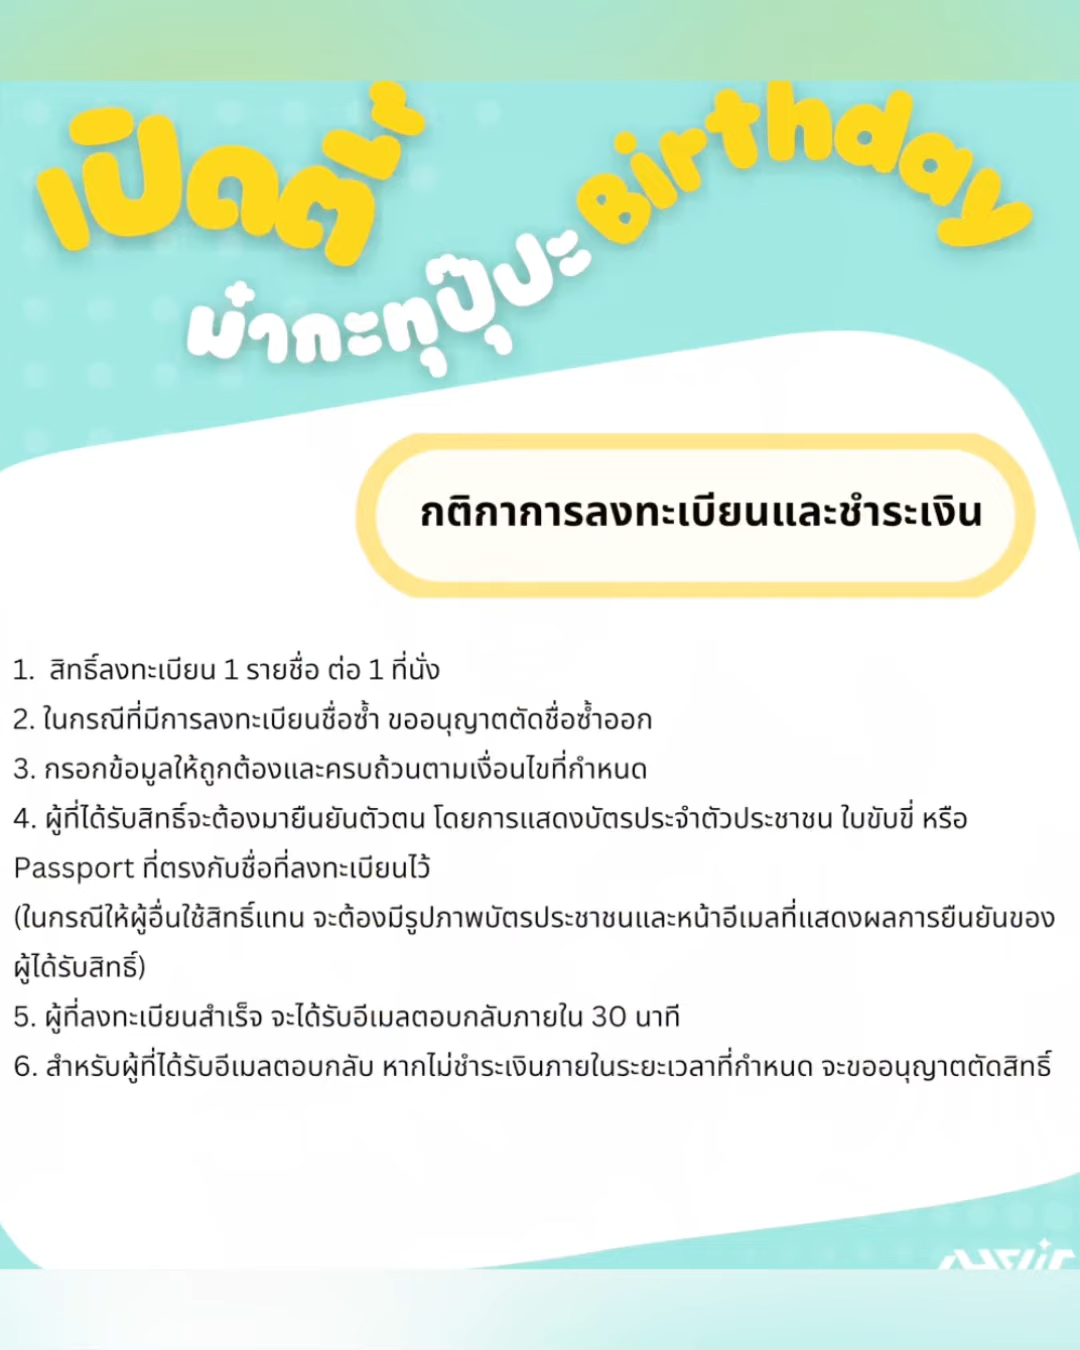 เปิดตี้
ม๋ากะทุปุ๊ปะ
Birthday
กติกาการลงทะเบียนและชำระเงิน
1. สิทธิ์ลงทะเบียน 1 รายชื่อ ต่อ 1 ที่นั่ง
2. ในกรณีที่มีการลงทะเบียนชื่อซ้ำ ขออนุญาตตัดชื่อซ้ำออก
3. กรอกข้อมูลให้ถูกต้องและครบถ้วนตามเงื่อนไขที่กำหนด
4. ผู้ที่ได้รับสิทธิ์จะต้องมายืนยันตัวตน โดยการแสดงบัตรประจำตัวประชาชน ใบขับขี่ หรือ
Passport ที่ตรงกับชื่อที่ลงทะเบียนไว้
(ในกรณีให้ผู้อื่นใช้สิทธิ์แทน จะต้องมีรูปภาพบัตรประชาชนและหน้าอีเมลที่แสดงผลการยืนยันของ
ผู้ได้รับสิทธิ์)
5. ผู้ที่ลงทะเบียนสำเร็จ จะได้รับอีเมลตอบกลับภายใน 30 นาที
6. สำหรับผู้ที่ได้รับอีเมลตอบกลับ หากไม่ชำระเงินภายในระยะเวลาที่กำหนด จะขออนุญาตตัดสิทธิ์